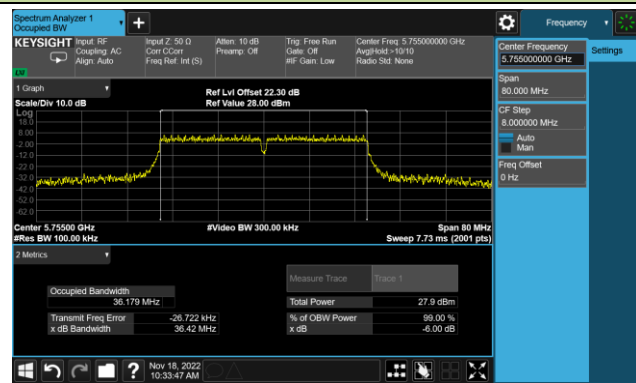 Spectrum Analyzer 1
Occupied BW
+
Frequency
KEYSIGHT
Input: RF
Coupling: AC
Align: Auto
Input Z: 50 Ω
Corr CCorr
Freq Ref: Int (S)
Atten: 10 dB
Preamp: Off
Trig: Free Run
Gate: Off
#IF Gain: Low
Center Freq: 5.755000000 GHz
Avg|Hold:>10/10
Radio Std: None
Center Frequency
5.755000000 GHz
Settings
Span
80.000 MHz
CF Step
8.000000 MHz
Auto
Man
Freq Offset
0 Hz
1 Graph
Scale/Div 10.0 dB
Ref Lvl Offset 22.30 dB
Ref Value 28.00 dBm
Log
18.0
8.00
-2.00
-12.0
-22.0
-32.0
-42.0
-52.0
-62.0
Center 5.75500 GHz
#Video BW 300.00 kHz
Span 80 MHz
#Res BW 100.00 kHz
Sweep 7.73 ms (2001 pts)
2 Metrics
Measure Trace
Trace 1
Occupied Bandwidth
36.179 MHz
Total Power
27.9 dBm
Transmit Freq Error
-26.722 kHz
% of OBW Power
99.00 %
x dB Bandwidth
36.42 MHz
x dB
-6.00 dB
?
Nov 18, 2022
10:33:47 AM